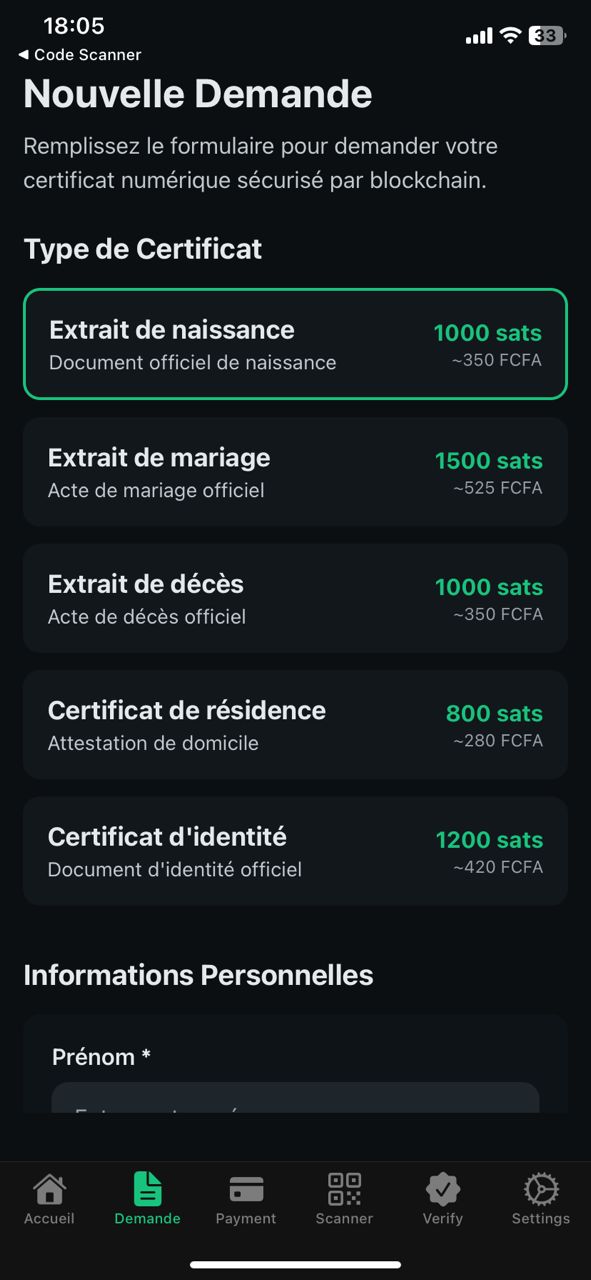 18:05
33
◀ Code Scanner
Nouvelle Demande
Remplissez le formulaire pour demander votre
certificat numérique sécurisé par blockchain.
Type de Certificat
Extrait de naissance
1000 sats
Document officiel de naissance
~350 FCFA
Extrait de mariage
1500 sats
Acte de mariage officiel
~525 FCFA
Extrait de décès
1000 sats
Acte de décès officiel
~350 FCFA
Certificat de résidence
800 sats
Attestation de domicile
~280 FCFA
Certificat d'identité
1200 sats
Document d'identité officiel
~420 FCFA
Informations Personnelles
Prénom *
Accueil
Demande
Payment
Scanner
Verify
Settings